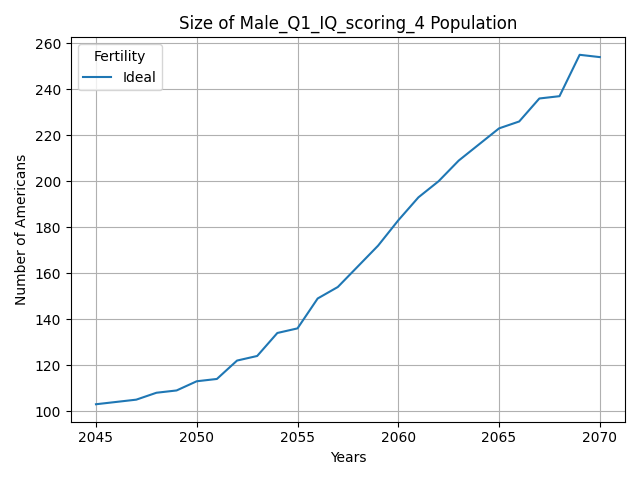 Size of Male_Q1_IQ_scoring_4 Population
Fertility
Ideal
Number of Americans
260
240
220
200
180
160
140
120
100
2045 2050 2055 2060 2065 2070
Years